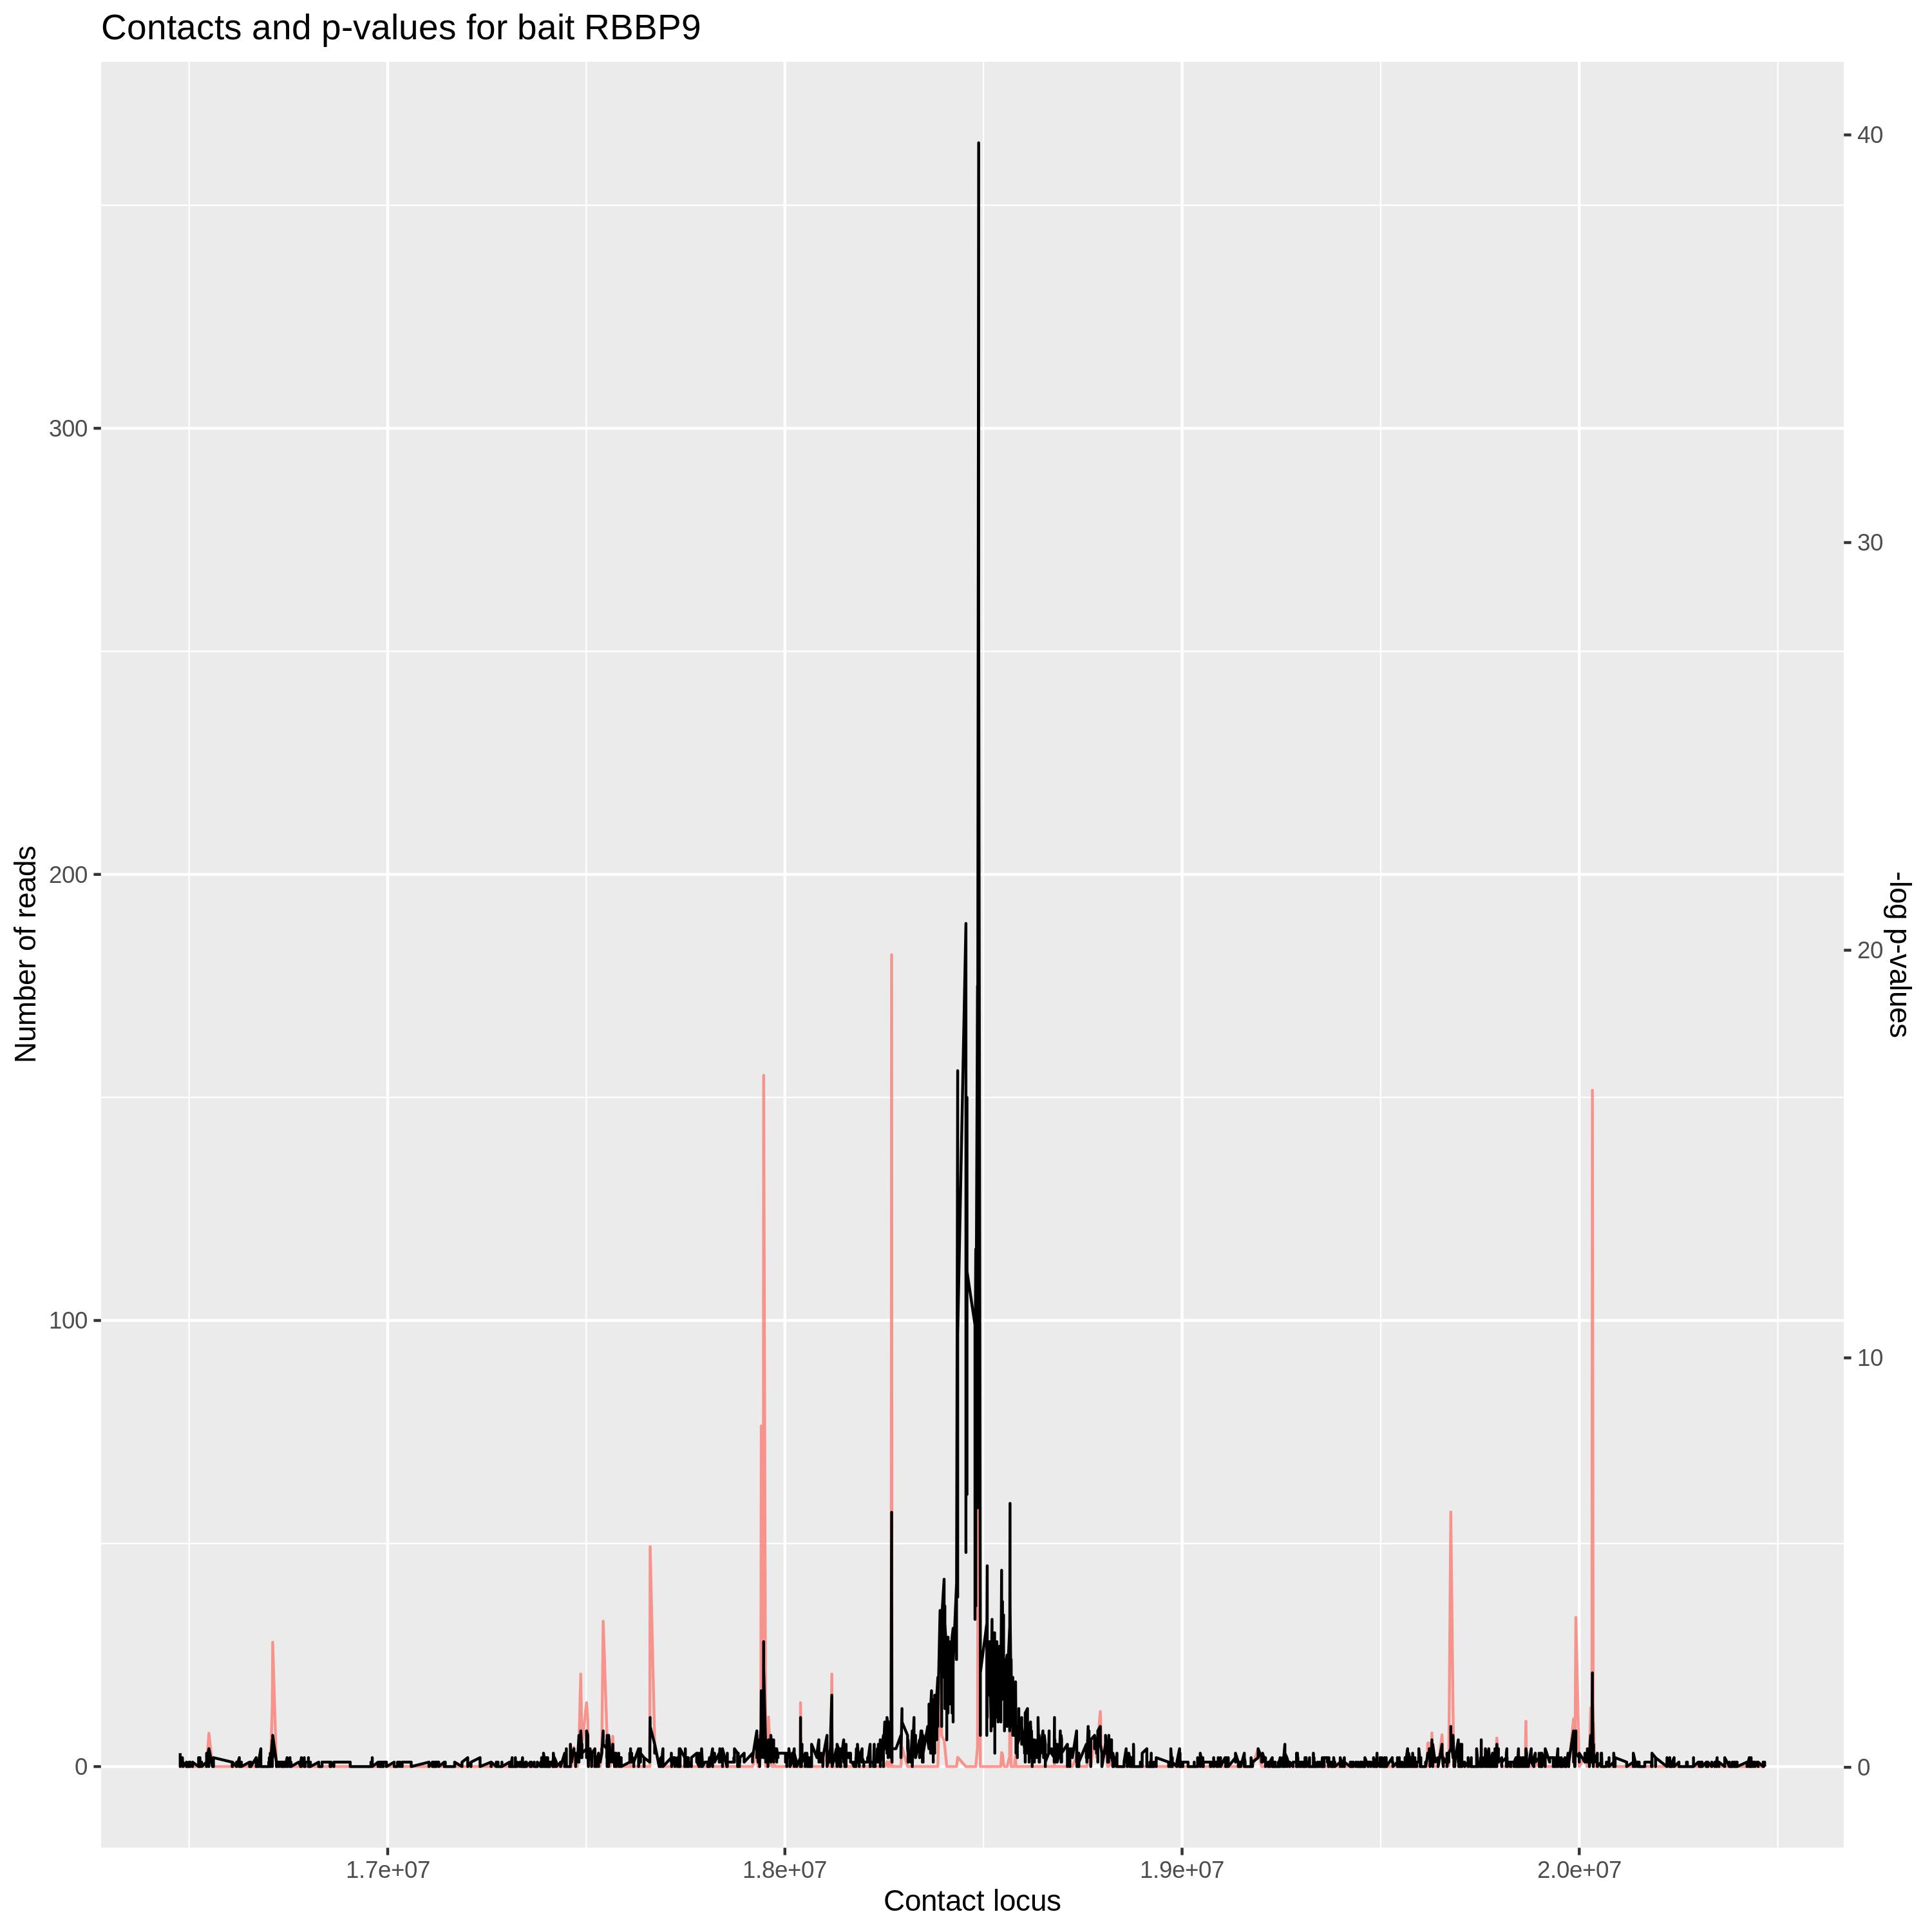 Contacts and p-values for bait RBBP9
Number of reads
300
200
100
0
40
30
20
10
0
-log p-values
1.7e+07
1.8e+07
1.9e+07
2.0e+07
Contact locus